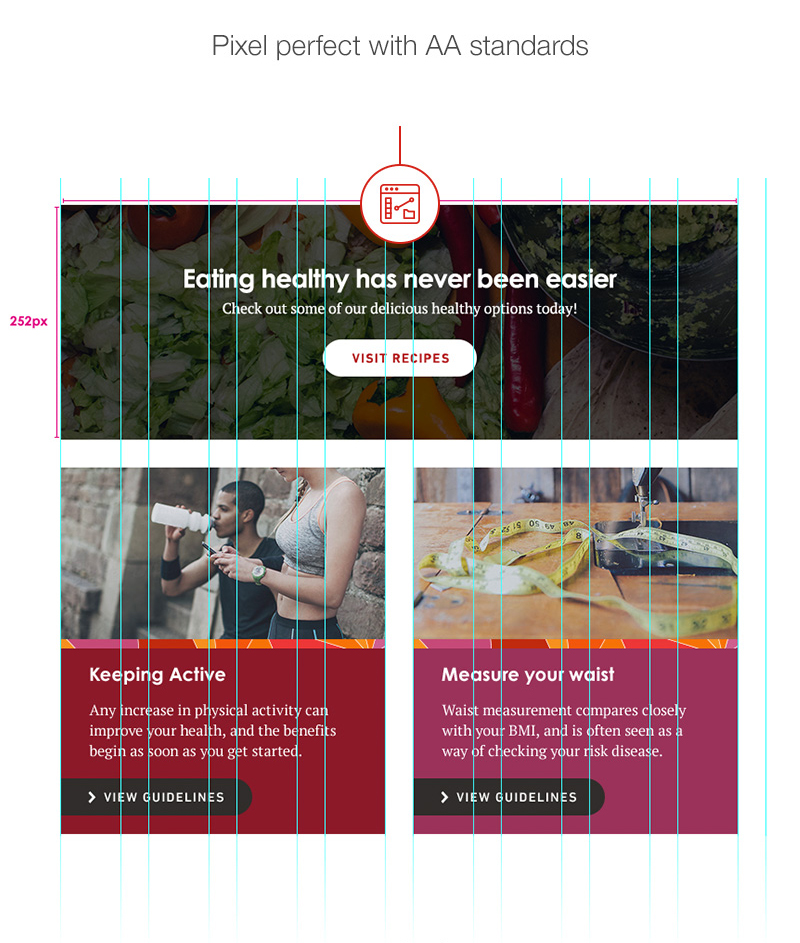 Pixel perfect with AA standards
252px
Eating healthy has never been easier
Check out some of our delicious healthy options today!
VISIT RECIPES
Keeping Active
Any increase in physical activity can
improve your health, and the benefits
begin as soon as you get started.
VIEW GUIDELINES
Measure your waist
Waist measurement compares closely
with your BMI, and is often seen as a
way of checking your risk disease.
VIEW GUIDELINES